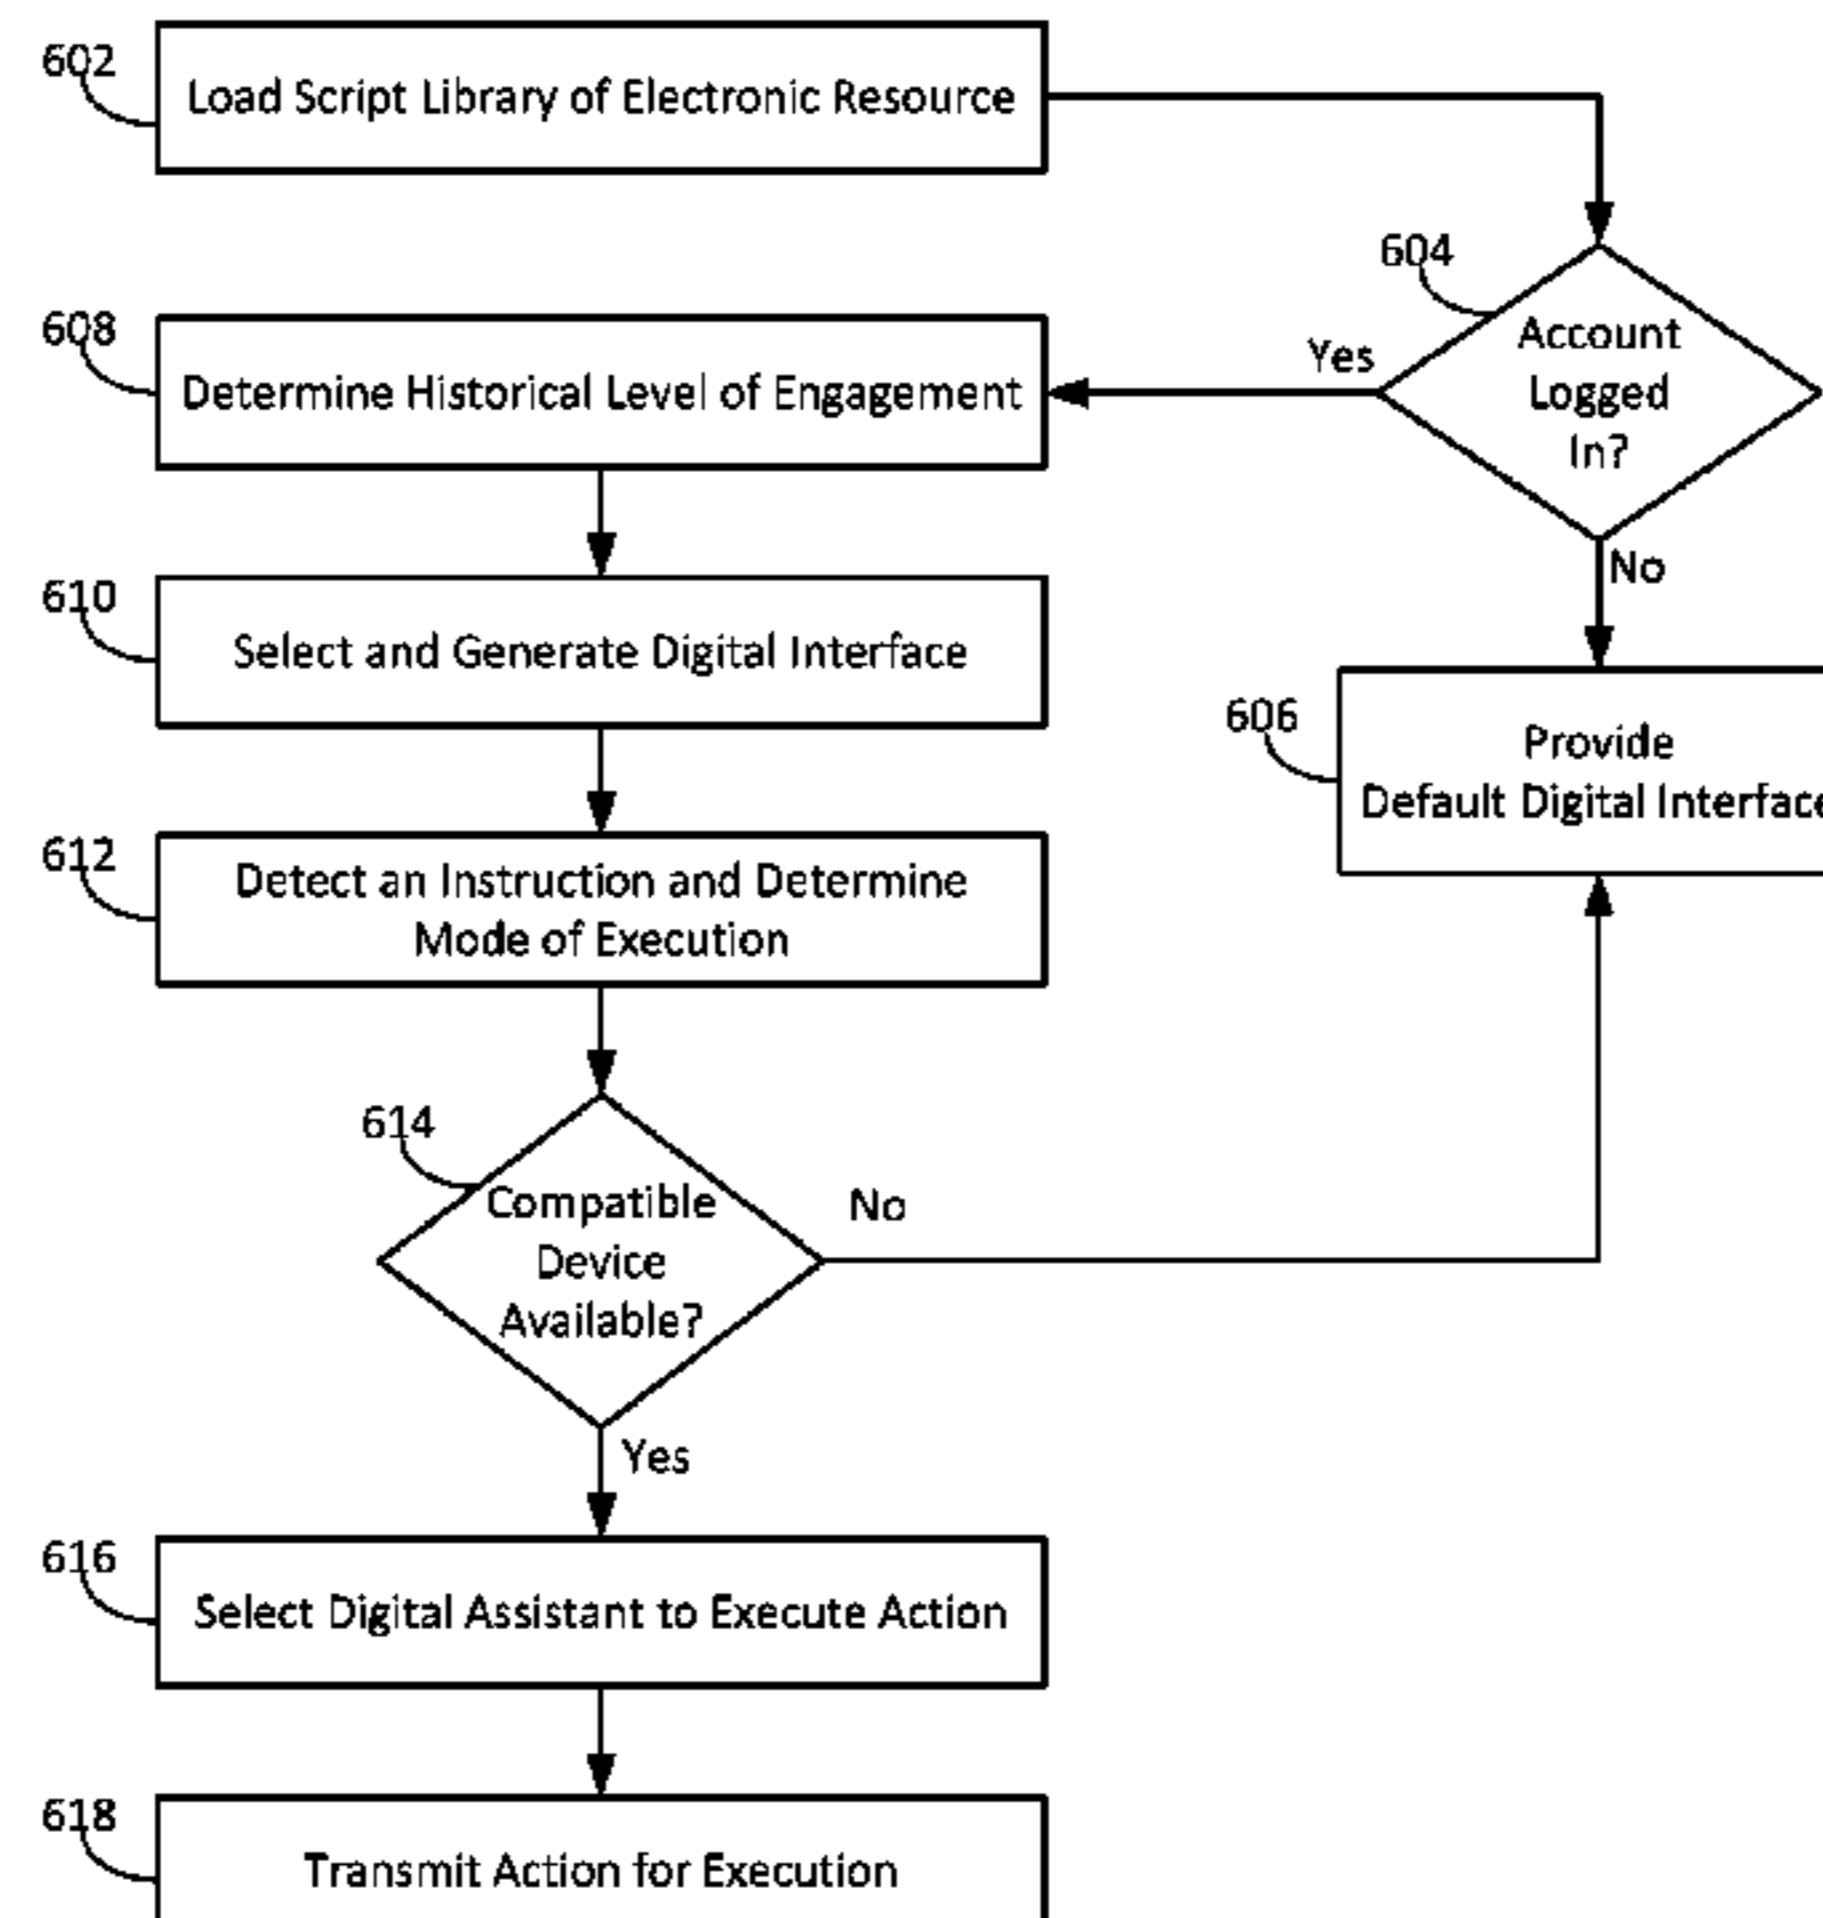 602
Load Script Library of Electronic Resource
604
Account
Logged
In?
Yes
No
608
Determine Historical Level of Engagement
610
Select and Generate Digital Interface
606
Provide
Default Digital Interface
612
Detect an Instruction and Determine
Mode of Execution
614
Compatible
Device
Available?
No
Yes
616
Select Digital Assistant to Execute Action
618
Transmit Action for Execution